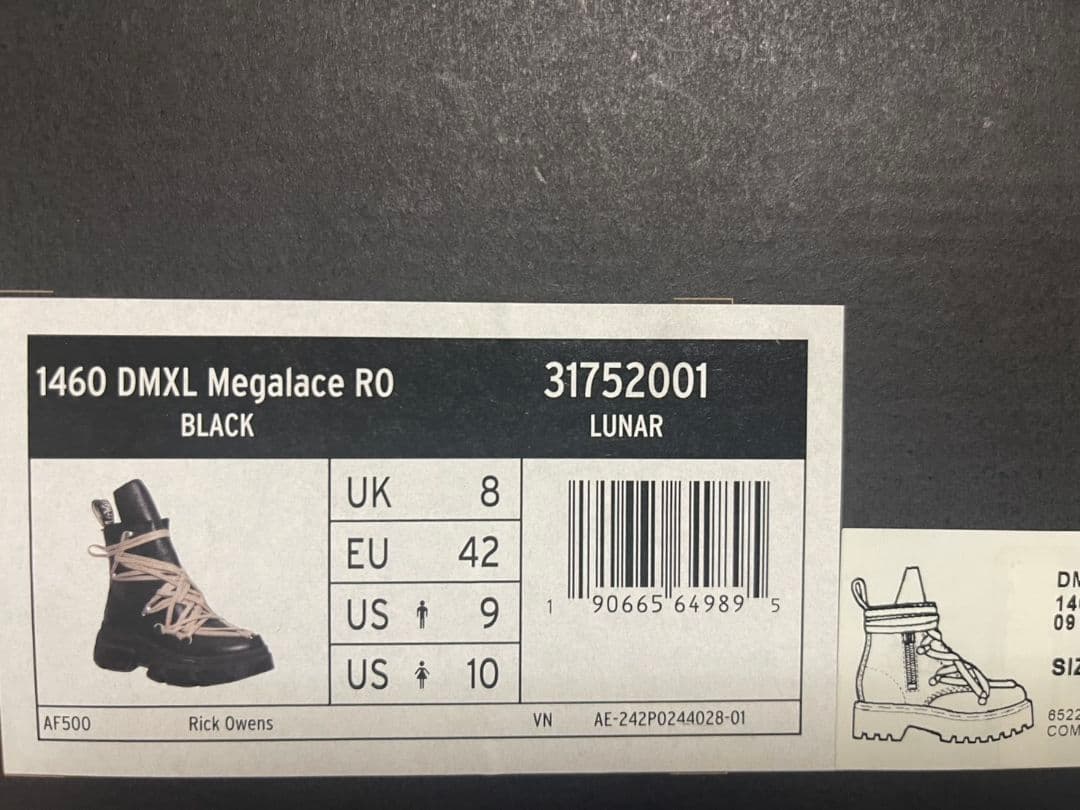 1460 DMXL Megalace RO
BLACK
31752001
LUNAR
UK 8
EU 42
US 9
US 10
1 90665 64989 5
AF500
Rick Owens
VN
AE-242P0244028-01
09